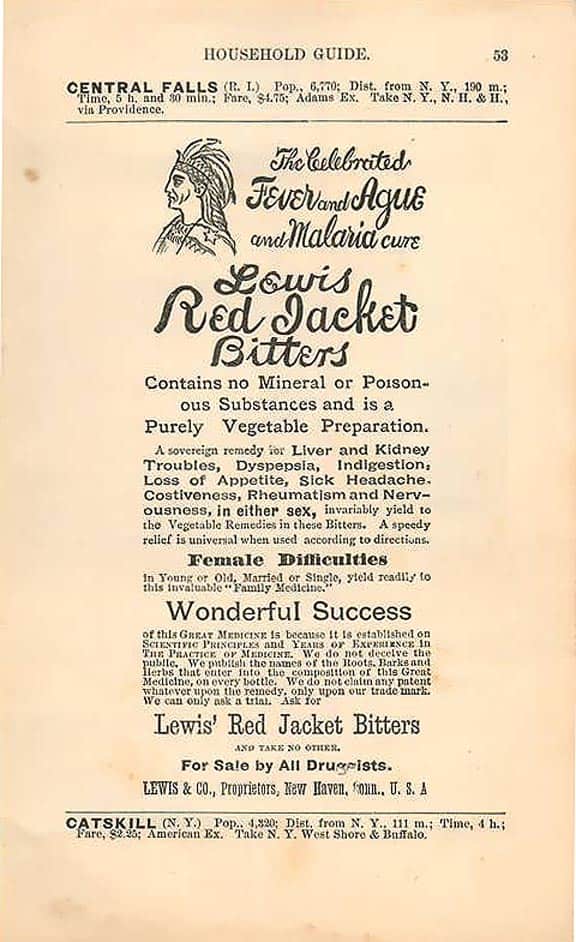 HOUSEHOLD GUIDE. 53
CENTRAL FALLS (R. I.) Pop., 6,770; Dist. from N. Y., 190 m.;
Time, 5 h. and 30 min.; Fare, $4.75; Adams Ex. Take N. Y., N. H. & H.,
via Providence.
The Celebrated
Fever and Ague
and Malaria cure
Lewis
Red Jacket
Bitters
Contains no Mineral or Poison-
ous Substances and is a
Purely Vegetable Preparation.
A sovereign remedy for Liver and Kidney
Troubles, Dyspepsia, Indigestion,
Loss of Appetite, Sick Headache.
Costiveness, Rheumatism and Nerv-
ousness, in either sex, invariably yield to
the Vegetable Remedies in these Bitters. A speedy
relief is universal when used according to directions.
Female Difficulties
in Young or Old, Married or Single, yield readily to
this invaluable "Family Medicine."
Wonderful Success
of this GREAT MEDICINE is because it is established on
SCIENTIFIC PRINCIPLES and YEARS OF EXPERIENCE in
THE PRACTICE OF MEDICINE. We do not deceive the
public. We publish the names of the Roots, Barks and
Herbs that enter into the composition of this Great
Medicine, on every bottle. We do not claim any patent
whatever upon the remedy, only upon our trade mark.
We can only ask a trial. Ask for
Lewis' Red Jacket Bitters
AND TAKE NO OTHER.
For Sale by All Druggists.
LEWIS & CO., Proprietors, New Haven, Conn., U. S. A
CATSKILL (N. Y.) Pop., 4,320; Dist. from N. Y., 111 m.; Time, 4 h.;
Fare, $2.25; American Ex. Take N. Y. West Shore & Buffalo.